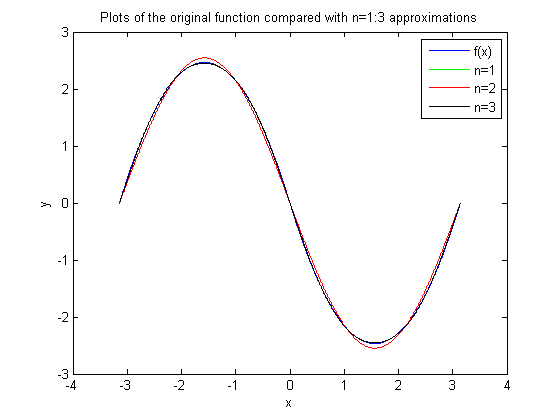 Plots of the original function compared with n=1:3 approximations
3
2
1
0
-1
-2
-3
-4
-3
-2
-1
0
1
2
3
4
x
y
f(x)
n=1
n=2
n=3